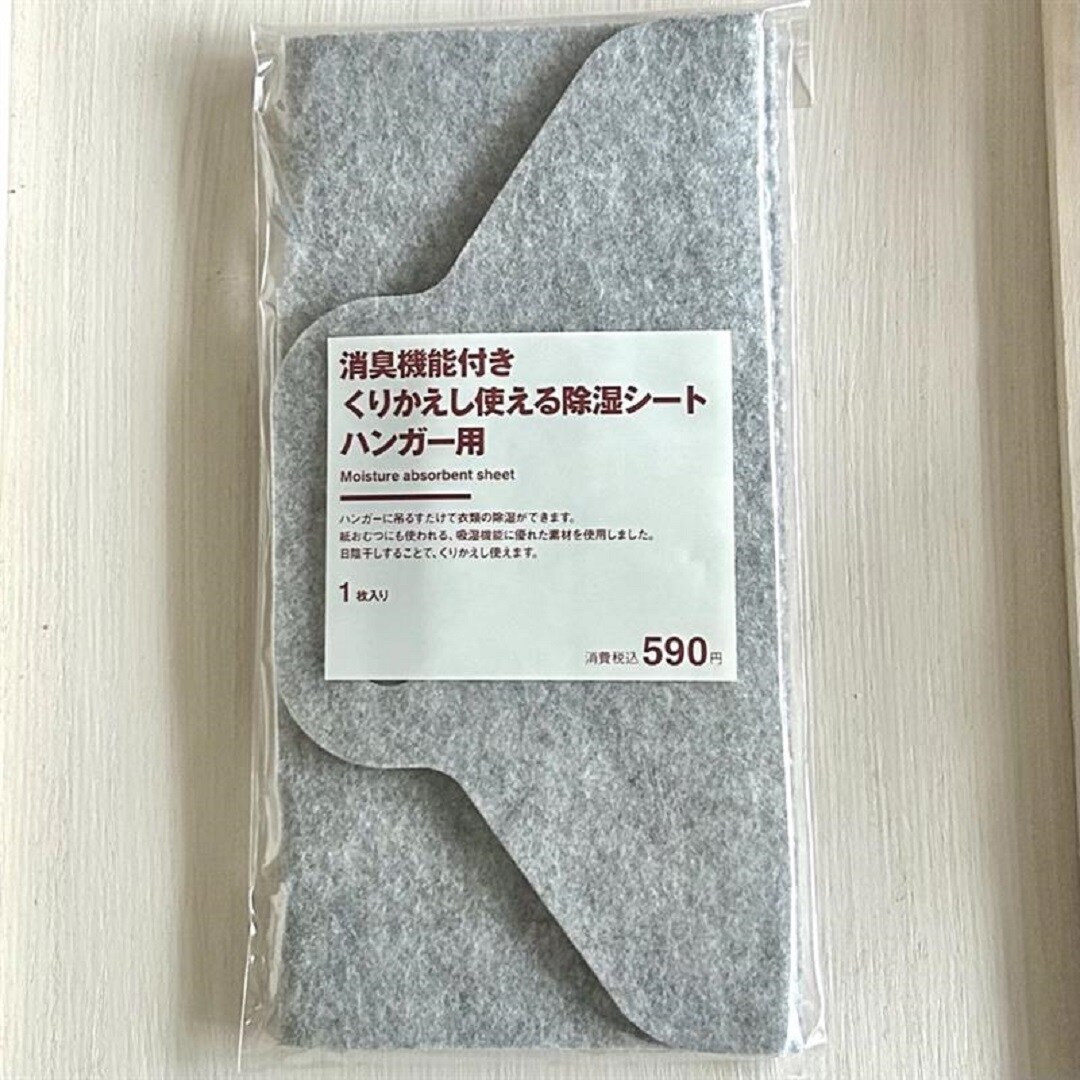 消臭機能付き
くりかえし使える除湿シート
ハンガー用
Moisture absorbent sheet
ハンガーに吊るすだけで衣類の除湿ができます。
紙おむつにも使われる、吸湿機能に優れた素材を使用しました。
日陰干しすることで、くりかえし使えます。
1枚入り
消費税込590円